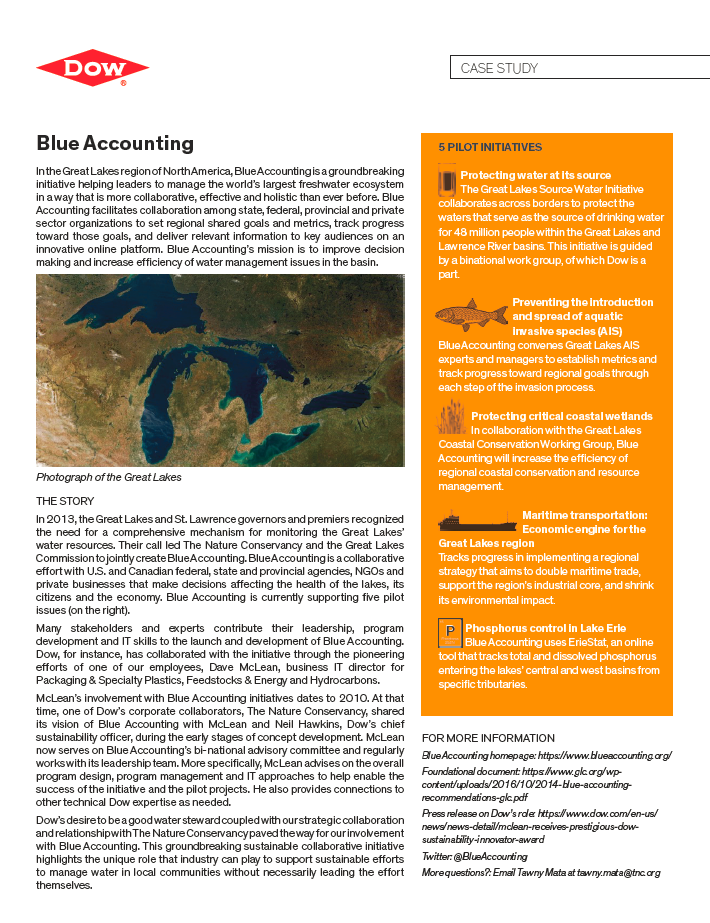 Dow
®
CASE STUDY
Blue Accounting
In the Great Lakes region of North America, Blue Accounting is a groundbreaking
initiative helping leaders to manage the world's largest freshwater ecosystem
in a way that is more collaborative, effective and holistic than ever before. Blue
Accounting facilitates collaboration among state, federal, provincial and private
sector organizations to set regional shared goals and metrics, track progress
toward those goals, and deliver relevant information to key audiences on an
innovative online platform. Blue Accounting's mission is to improve decision
making and increase efficiency of water management issues in the basin.
Photograph of the Great Lakes
THE STORY
In 2013, the Great Lakes and St. Lawrence governors and premiers recognized
the need for a comprehensive mechanism for monitoring the Great Lakes'
water resources. Their call led The Nature Conservancy and the Great Lakes
Commission to jointly create Blue Accounting. Blue Accounting is a collaborative
effort with U.S. and Canadian federal, state and provincial agencies, NGOs and
private businesses that make decisions affecting the health of the lakes, its
citizens and the economy. Blue Accounting is currently supporting five pilot
issues (on the right).
Many stakeholders and experts contribute their leadership, program
development and IT skills to the launch and development of Blue Accounting.
Dow, for instance, has collaborated with the initiative through the pioneering
efforts of one of our employees, Dave McLean, business IT director for
Packaging & Specialty Plastics, Feedstocks & Energy and Hydrocarbons.
McLean's involvement with Blue Accounting initiatives dates to 2010. At that
time, one of Dow's corporate collaborators, The Nature Conservancy, shared
its vision of Blue Accounting with McLean and Neil Hawkins, Dow's chief
sustainability officer, during the early stages of concept development. McLean
now serves on Blue Accounting's bi-national advisory committee and regularly
works with its leadership team. More specifically, McLean advises on the overall
program design, program management and IT approaches to help enable the
success of the initiative and the pilot projects. He also provides connections to
other technical Dow expertise as needed.
Dow's desire to be a good water steward coupled with our strategic collaboration
and relationship with The Nature Conservancy paved the way for our involvement
with Blue Accounting. This groundbreaking sustainable collaborative initiative
highlights the unique role that industry can play to support sustainable efforts
to manage water in local communities without necessarily leading the effort
themselves.
5 PILOT INITIATIVES
Protecting water at its source
The Great Lakes Source Water Initiative
collaborates across borders to protect the
waters that serve as the source of drinking water
for 48 million people within the Great Lakes and
Lawrence River basins. This initiative is guided
by a binational work group, of which Dow is a
part.
Preventing the introduction
and spread of aquatic
invasive species (AIS)
Blue Accounting convenes Great Lakes AIS
experts and managers to establish metrics and
track progress toward regional goals through
each step of the invasion process.
Protecting critical coastal wetlands
In collaboration with the Great Lakes
Coastal Conservation Working Group, Blue
Accounting will increase the efficiency of
regional coastal conservation and resource
management.
Maritime transportation:
Economic engine for the
Great Lakes region
Tracks progress in implementing a regional
strategy that aims to double maritime trade,
support the region's industrial core, and shrink
its environmental impact.
P
Phosphorus control in Lake Erie
Blue Accounting uses ErieStat, an online
tool that tracks total and dissolved phosphorus
entering the lakes' central and west basins from
specific tributaries.
FOR MORE INFORMATION
Blue Accounting homepage: https://www.blueaccounting.org/
Foundational document: https://www.glc.org/wp-
content/uploads/2016/10/2014-blue-accounting-
recommendations-glc.pdf
Press release on Dow's role: https://www.dow.com/en-us/
news/news-detail/mclean-receives-prestigious-dow-
sustainability-innovator-award
Twitter: @BlueAccounting
More questions?: Email Tawny Mata at tawny.mata@tnc.org